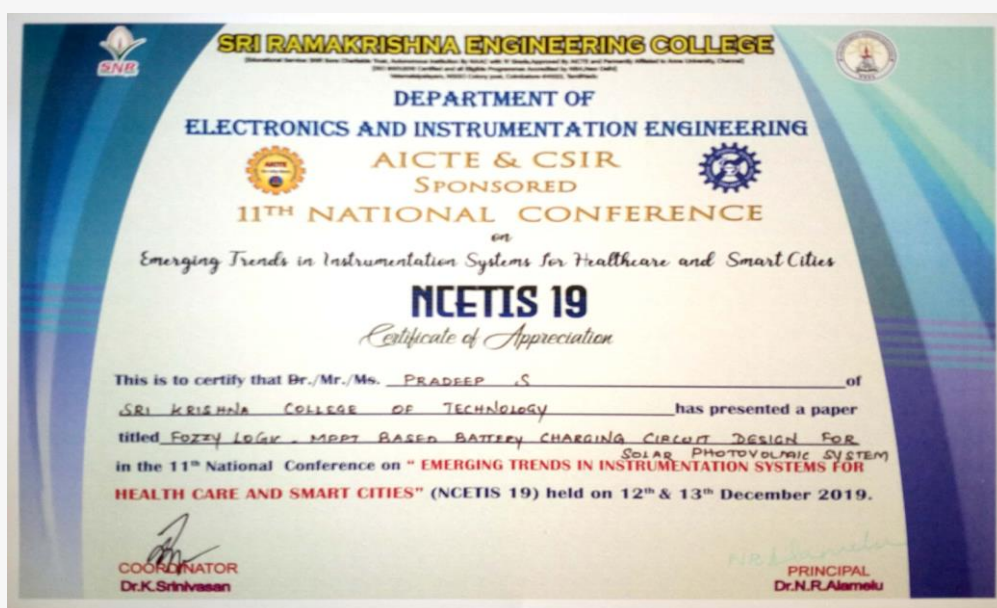 SNR
SRI RAMAKRISHNA ENGINEERING COLLEGE
DEPARTMENT OF
ELECTRONICS AND INSTRUMENTATION ENGINEERING
AICTE
AICTE & CSIR
SPONSORED
11TH NATIONAL CONFERENCE
on
Emerging Trends in Instrumentation Systems for Healthcare and Smart Cities
NCETIS 19
Certificate of Appreciation
This is to certify that Dr./Mr./Ms. PRADEEP S of
SRI KRISHNA COLLEGE OF TECHNOLOGY has presented a paper
titled FOZZY LOGIC - MPPT BASED BATTERY CHARGING CIRCUIT DESIGN FOR
SOLAR PHOTOVOLTAIC SYSTEM
in the 11th National Conference on " EMERGING TRENDS IN INSTRUMENTATION SYSTEMS FOR
HEALTH CARE AND SMART CITIES" (NCETIS 19) held on 12th & 13th December 2019.
COORDINATOR
Dr.K.Srinivasan
PRINCIPAL
Dr.N.R.Alamelu